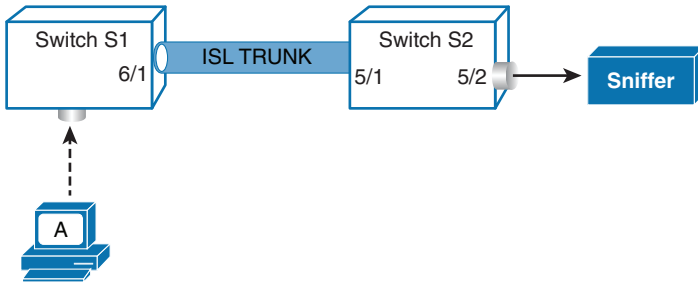 Switch S1
6/1
ISL TRUNK
Switch S2
5/1
5/2
Sniffer
A